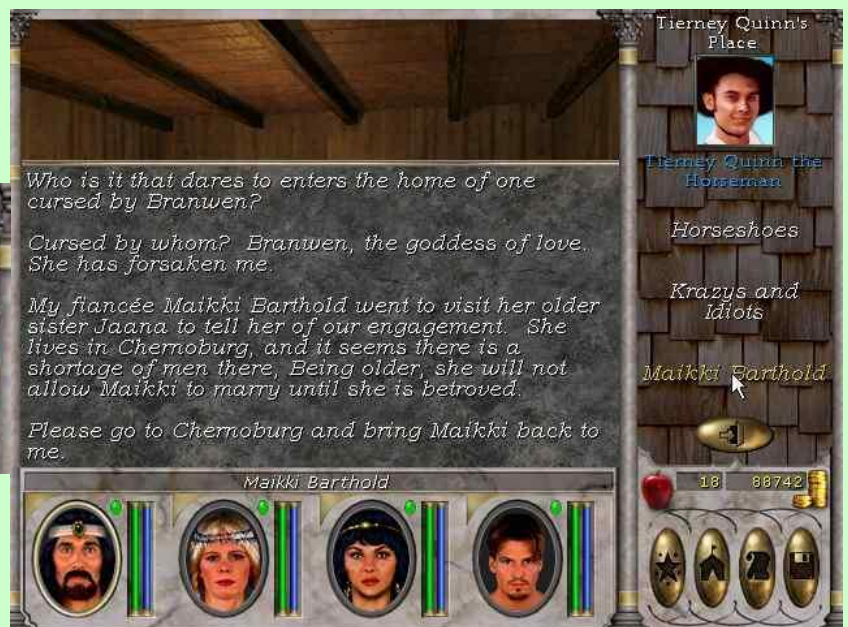 Tierney Quinn's
Place
Tierney Quinn the
Horseman
Who is it that dares to enters the home of one
cursed by Branwen?
Cursed by whom? Branwen, the goddess of love.
She has forsaken me.
My fiancée Maikki Barthold went to visit her older
sister Jaana to tell her of our engagement. She
lives in Chernoburg, and it seems there is a
shortage of men there, Being older, she will not
allow Maikki to marry until she is betroved.
Please go to Chernoburg and bring Maikki back to
me.
Horseshoes
Krazys and
Idiots
Maikki Barthold
Maikki Barthold
18 88742